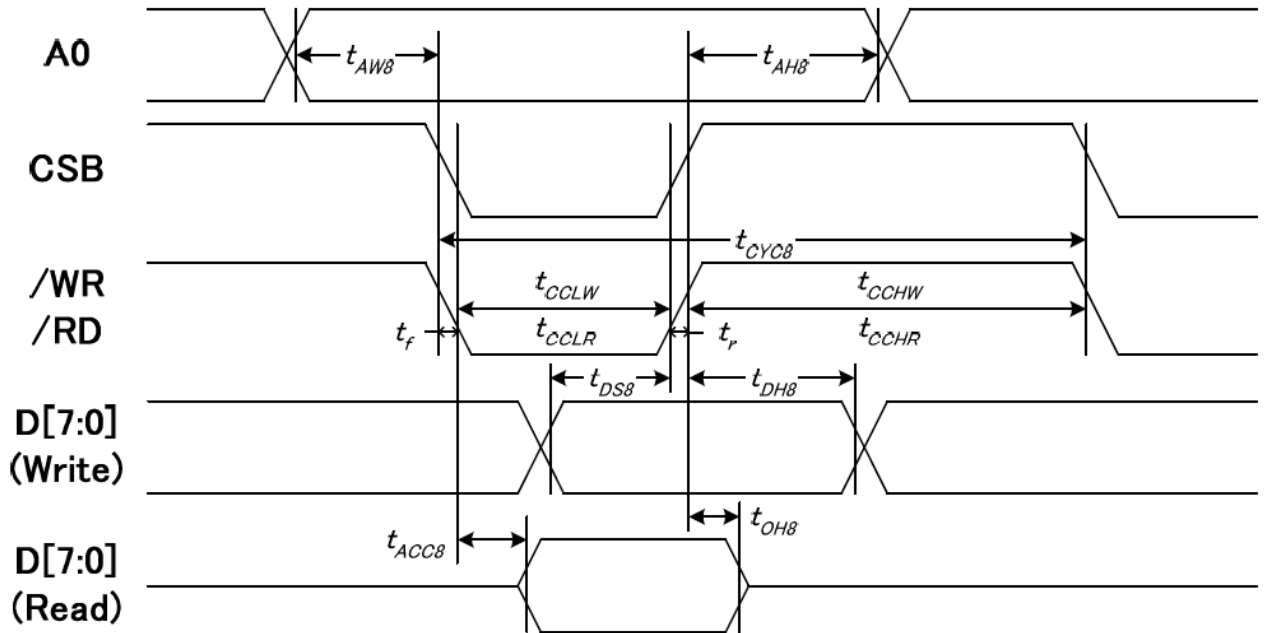 A0
t_AW8
t_AH8
CSB
t_CYC8
/WR
/RD
t_CCLW
t_CCHW
t_f
t_CCLR
t_r
t_CCHR
t_DS8
t_DH8
D[7:0]
(Write)
t_OH8
t_ACC8
D[7:0]
(Read)